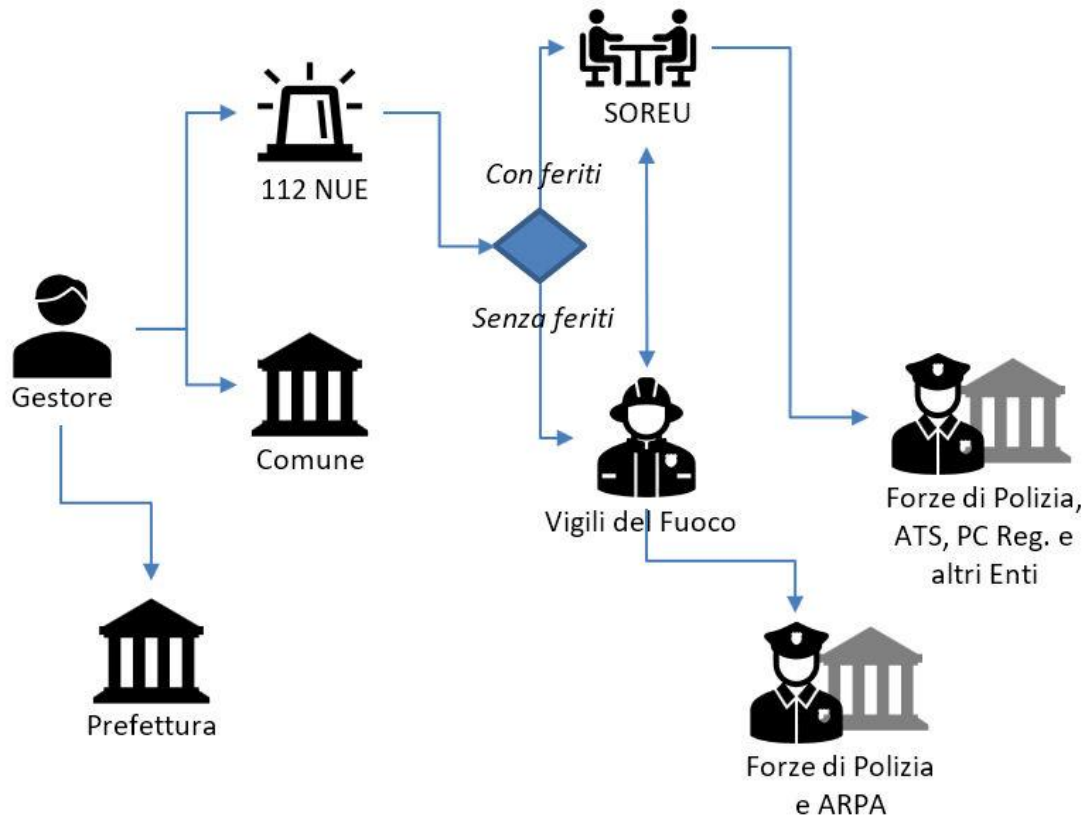 SOREU
112 NUE
Con feriti
Senza feriti
Gestore
Comune
Vigili del Fuoco
Forze di Polizia,
ATS, PC Reg. e
altri Enti
Prefettura
Forze di Polizia
e ARPA